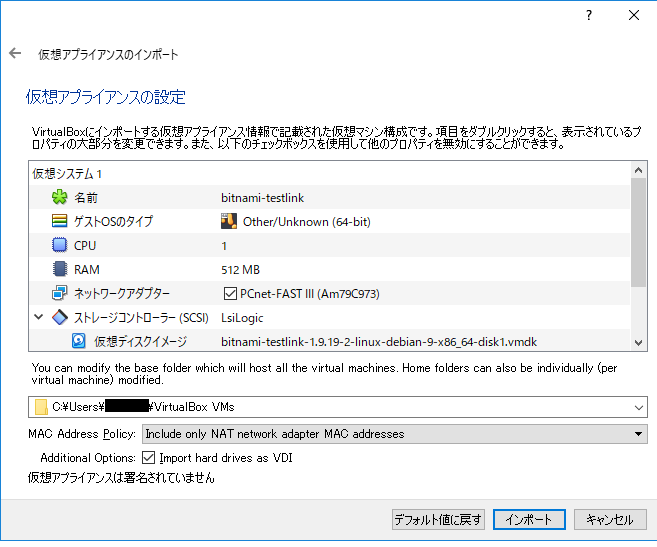 ?
仮想アプライアンスのインポート
仮想アプライアンスの設定
VirtualBoxにインポートする仮想アプライアンス情報で記載された仮想マシン構成です。項目をダブルクリックすると、表示されているプ
ロパティの大部分を変更できます。また、以下のチェックボックスを使用して他のプロパティを無効にすることができます。
仮想システム 1
名前 bitnami-testlink
ゲストOSのタイプ Other/Unknown (64-bit)
CPU 1
RAM 512 MB
ネットワークアダプター PCnet-FAST III (Am79C973)
ストレージコントローラー (SCSI) LsiLogic
仮想ディスクイメージ bitnami-testlink-1.9.19-2-linux-debian-9-x86_64-disk1.vmdk
You can modify the base folder which will host all the virtual machines. Home folders can also be individually (per
virtual machine) modified.
C:¥Users¥ ¥VirtualBox VMs
MAC Address Policy: Include only NAT network adapter MAC addresses
Additional Options: Import hard drives as VDI
仮想アプライアンスは署名されていません
デフォルト値に戻す インポート キャンセル